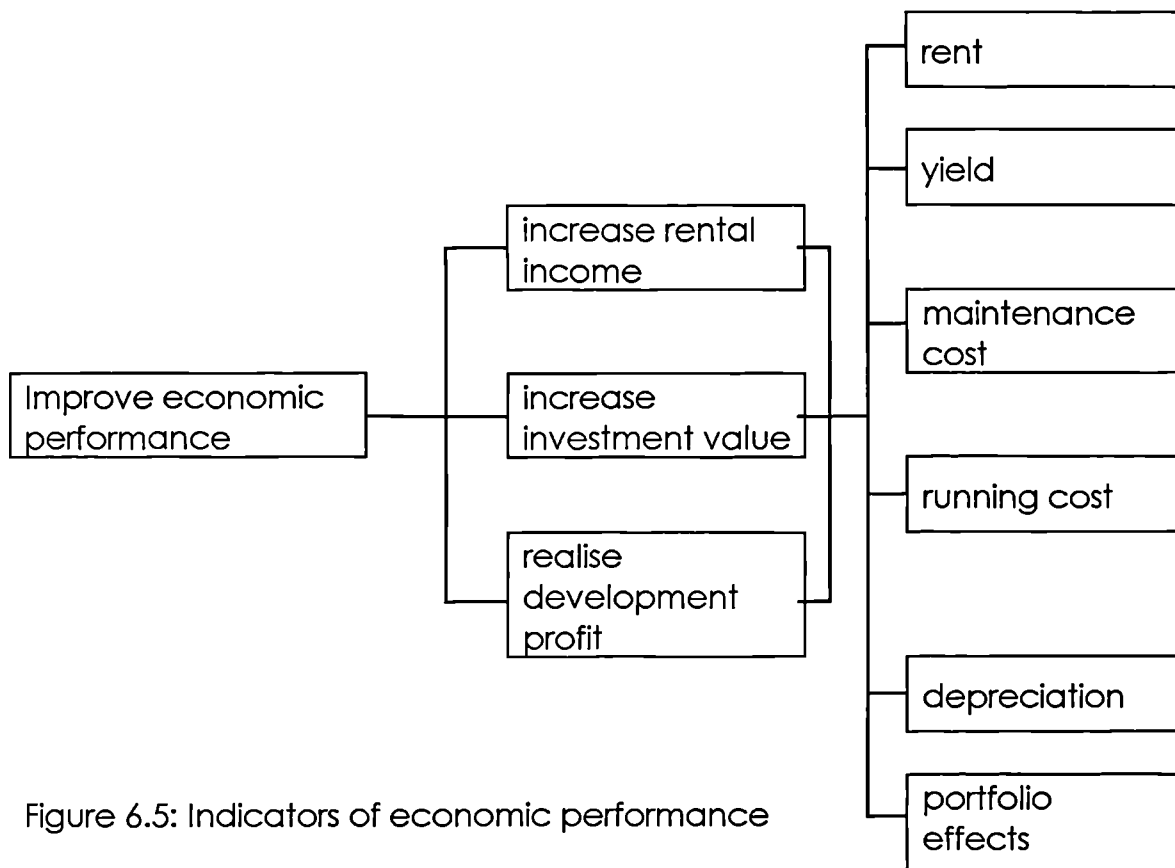 rent
yield
increase rental
income
maintenance
cost
Improve economic
performance
increase
investment value
running cost
realise
development
profit
depreciation
portfolio
effects
Figure 6.5: Indicators of economic performance